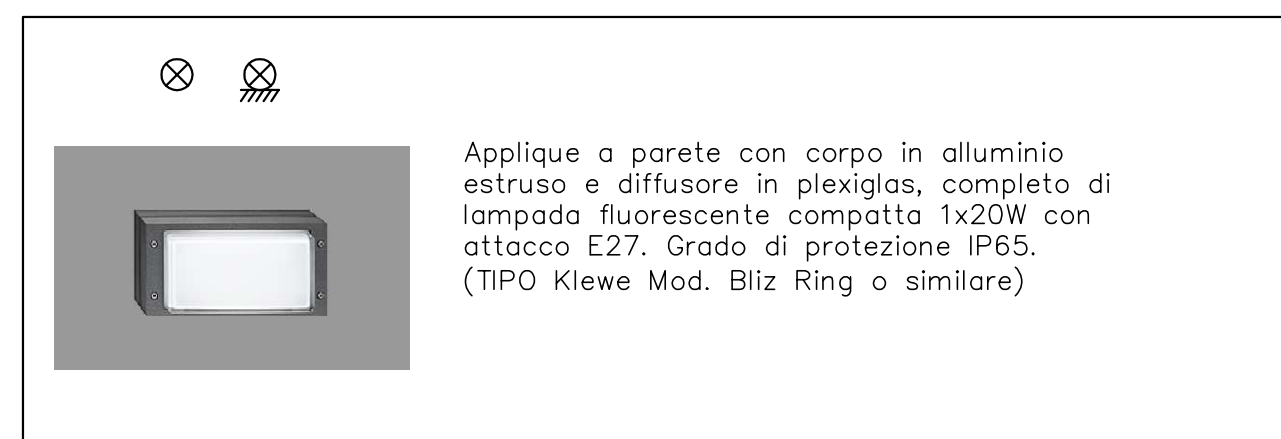 Applique a parete con corpo in alluminio
estruso e diffusore in plexiglas, completo di
lampada fluorescente compatta 1x20W con
attacco E27. Grado di protezione IP65.
(TIPO Klewe Mod. Bliz Ring o similare)